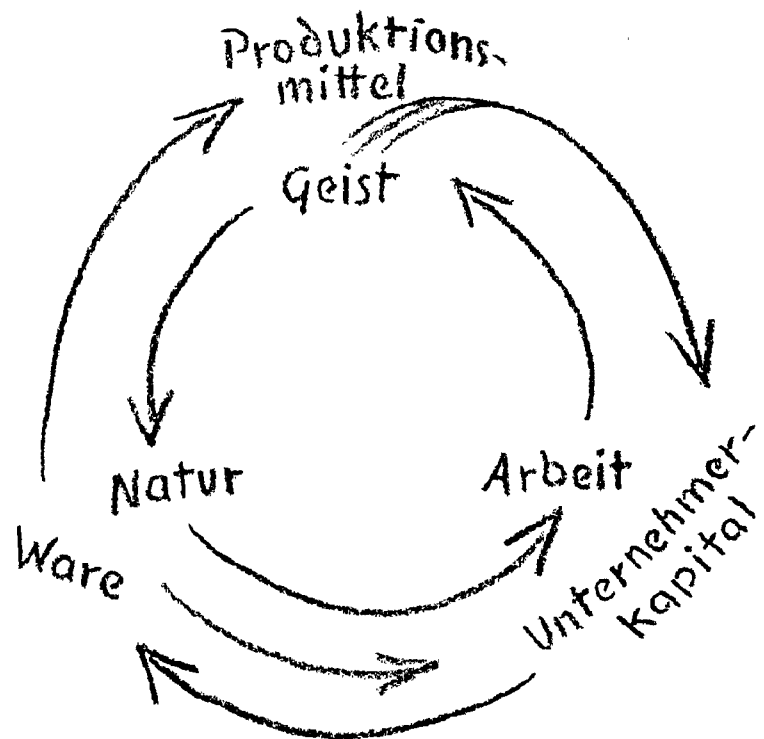 Produktions-
mittel
Geist
Natur
Arbeit
Ware
Unternehmer-
kapital